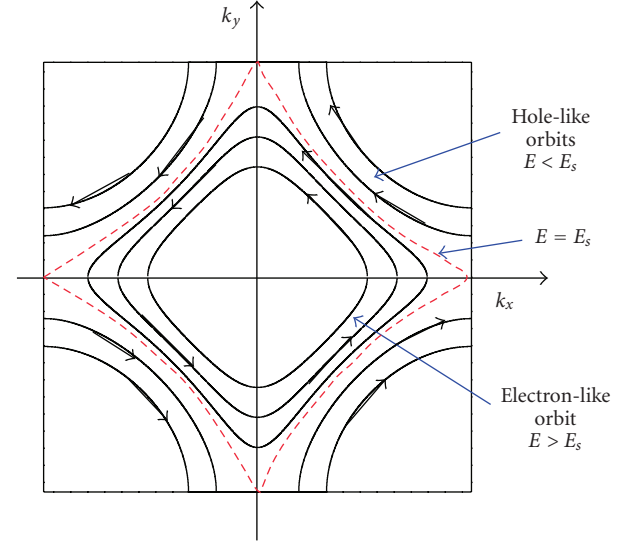 k_y
Hole-like
orbits
E < E_s
E = E_s
k_x
Electron-like
orbit
E > E_s